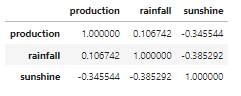 production rainfall sunshine
production 1.000000 0.106742 -0.345544
rainfall 0.106742 1.000000 -0.385292
sunshine -0.345544 -0.385292 1.000000